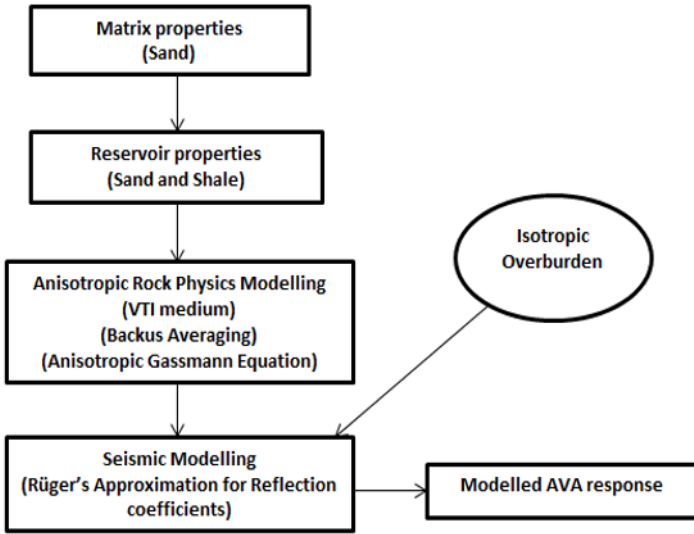 Matrix properties
(Sand)
Reservoir properties
(Sand and Shale)
Isotropic
Overburden
Anisotropic Rock Physics Modelling
(VTI medium)
(Backus Averaging)
(Anisotropic Gassmann Equation)
Seismic Modelling
(Rüger's Approximation for Reflection
coefficients)
Modelled AVA response